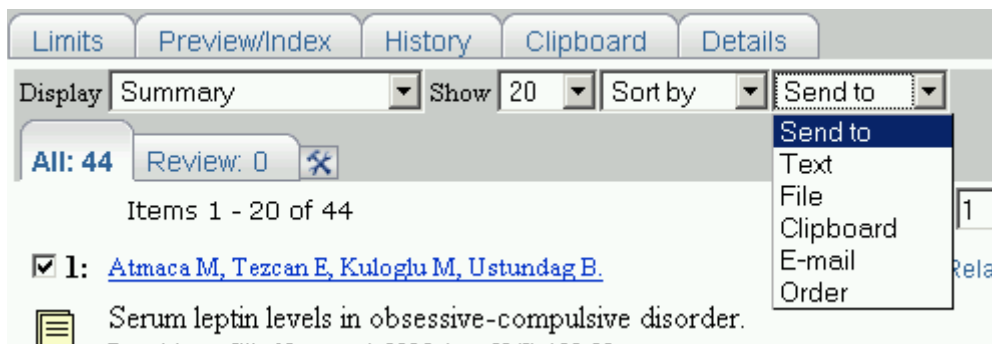 Limits Preview/Index History Clipboard Details
Display Summary Show 20 Sort by Send to
Send to
All: 44 Review: 0
Text
File
Items 1 - 20 of 44 1
Clipboard
E-mail
1: Atmaca M, Tezcan E, Kuloglu M, Ustundag B.
Order
Serum leptin levels in obsessive-compulsive disorder.